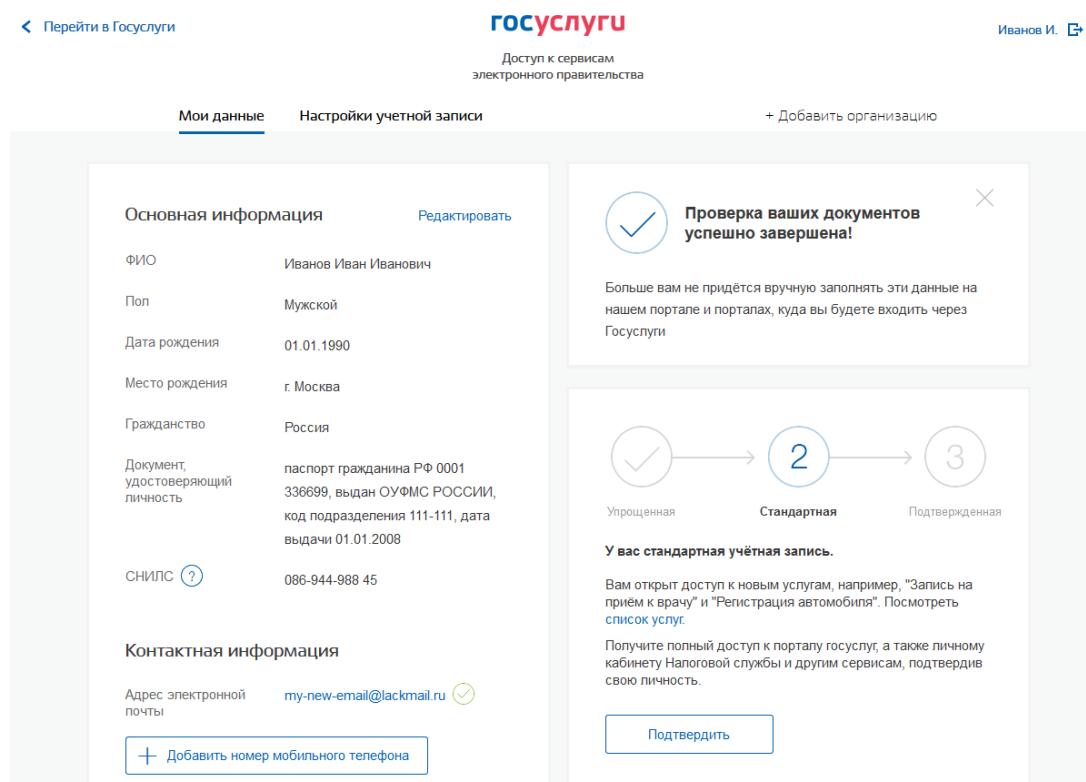 Перейти в Госуслуги
госуслуги
Иванов И.
Доступ к сервисам
электронного правительства
Мои данные
Настройки учетной записи
+ Добавить организацию
Основная информация
Редактировать
ФИО
Иванов Иван Иванович
Пол
Мужской
Дата рождения
01.01.1990
Место рождения
г. Москва
Гражданство
Россия
Документ,
удостоверяющий
личность
паспорт гражданина РФ 0001
336699, выдан ОУФМС РОССИИ,
код подразделения 111-111, дата
выдачи 01.01.2008
СНИЛС ?
086-944-988 45
Контактная информация
Адрес электронной
почты
my-new-email@lackmail.ru
Добавить номер мобильного телефона
Проверка ваших документов
успешно завершена!
Больше вам не придётся вручную заполнять эти данные на
нашем портале и порталах, куда вы будете входить через
Госуслуги
2
3
Упрощенная
Стандартная
Подтвержденная
У вас стандартная учётная запись.
Вам открыт доступ к новым услугам, например, "Запись на
приём к врачу" и "Регистрация автомобиля". Посмотреть
список услуг.
Получите полный доступ к порталу госуслуг, а также личному
кабинету Налоговой службы и другим сервисам, подтвердив
свою личность.
Подтвердить